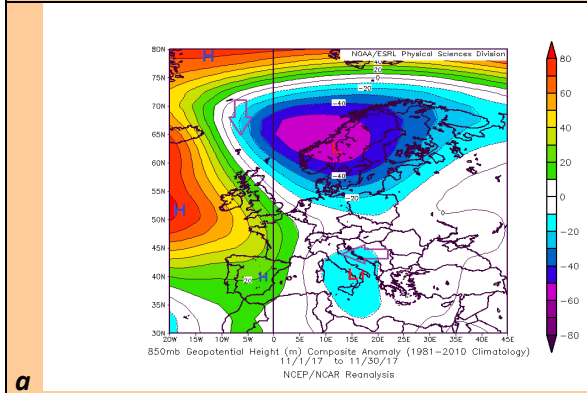 NOAA/ESRL Physical Sciences Division
80N
75N
70N
65N
60N
55N
50N
45N
40N
35N
30N
20W 15W 10W 5W 0 5E 10E 15E 20E 25E 30E 35E 40E 45E
H
20
0
-20
-40
L
-40
-20
H
0
20
H
L
80
60
40
20
0
-20
-40
-60
-80
850mb Geopotential Height (m) Composite Anomaly (1981-2010 Climatology)
11/1/17 to 11/30/17
NCEP/NCAR Reanalysis
a